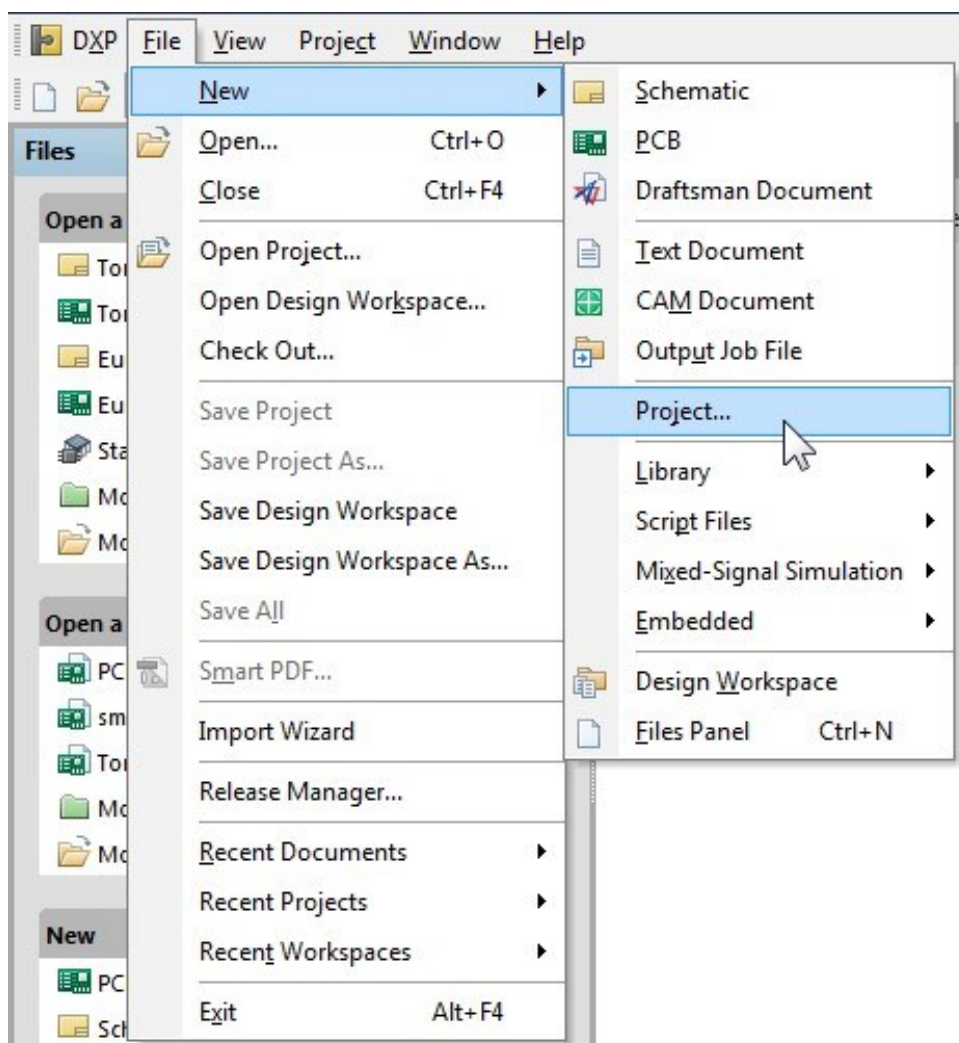 DXP File View Project Window Help
Files
Open a
Eu
Eu
PC
New
PC
New
Open... Ctrl+O
Close Ctrl+F4
Open Project...
Open Design Workspace...
Check Out...
Save Project
Save Project As...
Save Design Workspace
Save Design Workspace As...
Save All
Open a
Smart PDF...
Import Wizard
Release Manager...
Recent Documents
Recent Projects
Recent Workspaces
Exit Alt+F4
Schematic
PCB
Draftsman Document
Text Document
CAM Document
Output Job File
Project...
Library
Script Files
Mixed-Signal Simulation
Embedded
Design Workspace
Files Panel Ctrl+N